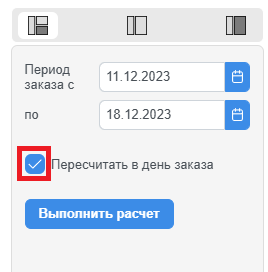 Период
заказа с 11.12.2023
по 18.12.2023
Пересчитать в день заказа
Выполнить расчет